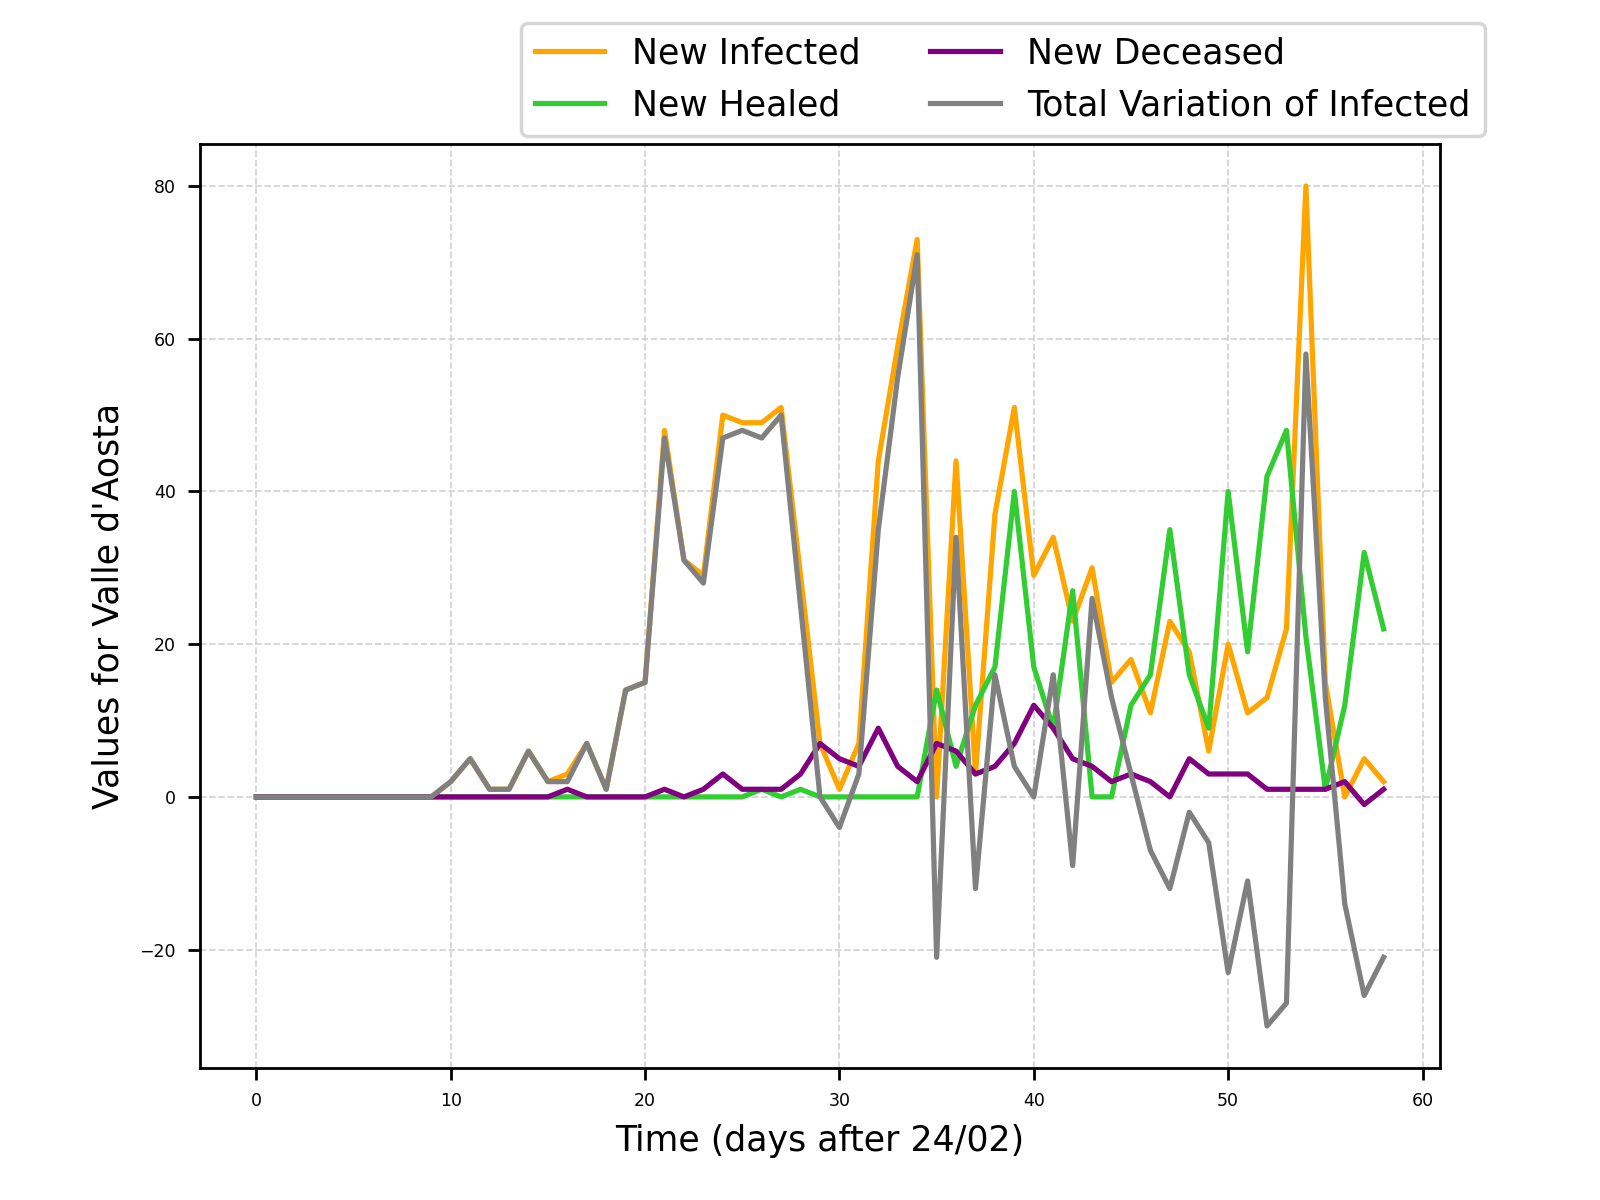 New Infected
New Healed
New Deceased
Total Variation of Infected
80
60
40
20
0
−20
Values for Valle d'Aosta
0 10 20 30 40 50 60
Time (days after 24/02)